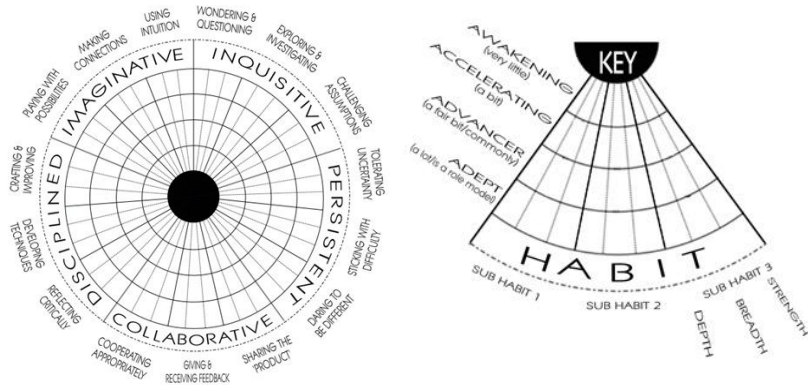 WONDERING &
QUESTIONING
EXPLORING &
INVESTIGATING
CHALLENGING
ASSUMPTIONS
TOLERATING
UNCERTAINTY
STICKING WITH
DIFFICULTY
DARING TO
BE DIFFERENT
SHARING THE
PRODUCT
GIVING &
RECEIVING FEEDBACK
COOPERATING
APPROPRIATELY
REFLECTING
CRITICALLY
DEVELOPING
TECHNIQUES
CRAFTING &
IMPROVING
PLAYING WITH
POSSIBILITIES
MAKING
CONNECTIONS
USING
INTUITION
INQUISITIVE
PERSISTENT
COLLABORATIVE
DISCIPLINED
IMAGINATIVE
KEY
AWAKENING
(very little)
ACCELERATING
(a bit)
ADVANCER
(a fair bit/commonly)
ADEPT
(a lot/is a role model)
HABIT
SUB HABIT 1
SUB HABIT 2
SUB HABIT 3
DEPTH
BREADTH
STRENGTH